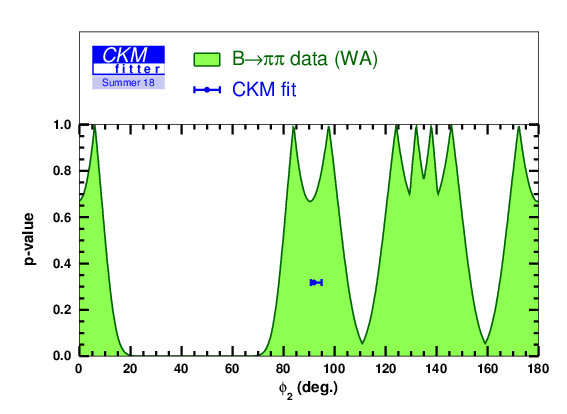 CKM
fitter
Summer 18
B→ππ data (WA)
CKM fit
p-value
1.0
0.8
0.6
0.4
0.2
0.0
0 20 40 60 80 100 120 140 160 180
ϕ₂ (deg.)